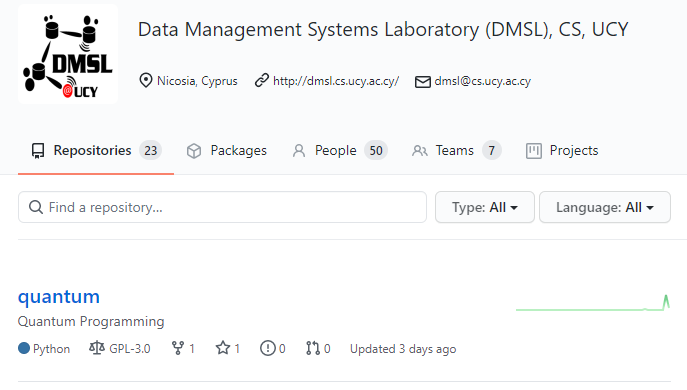 DMSL
@UCY
Data Management Systems Laboratory (DMSL), CS, UCY
Nicosia, Cyprus http://dmsl.cs.ucy.ac.cy/ dmsl@cs.ucy.ac.cy
Repositories 23 Packages People 50 Teams 7 Projects
Find a repository... Type: All Language: All
quantum
Quantum Programming
Python GPL-3.0 1 1 0 0 Updated 3 days ago